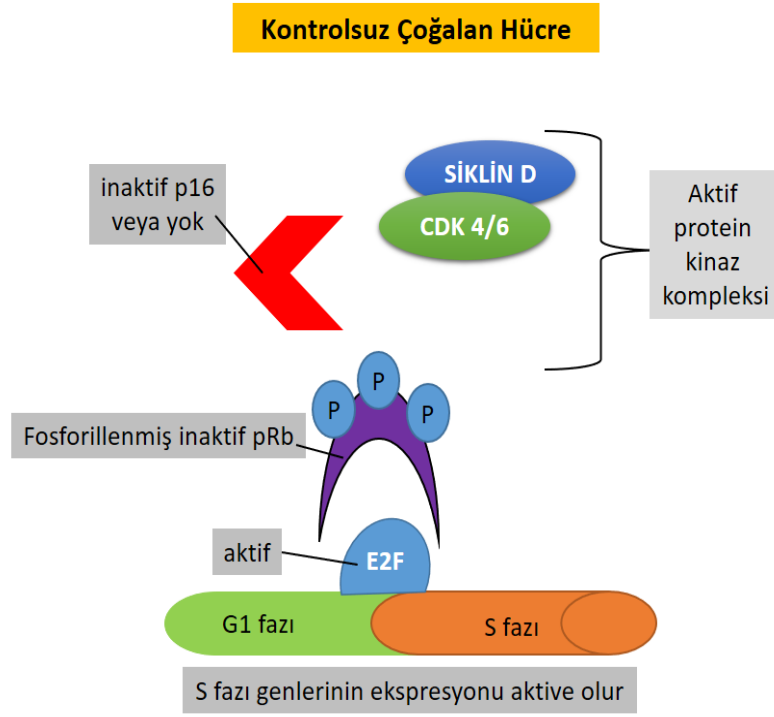 Kontrolsuz Çoğalan Hücre
inaktif p16
veya yok
SİKLİN D
CDK 4/6
Aktif
protein
kinaz
kompleksi
P
P
P
Fosforillenmiş inaktif pRb
aktif
E2F
G1 fazı
S fazı
S fazı genlerinin ekspresyonu aktive olur